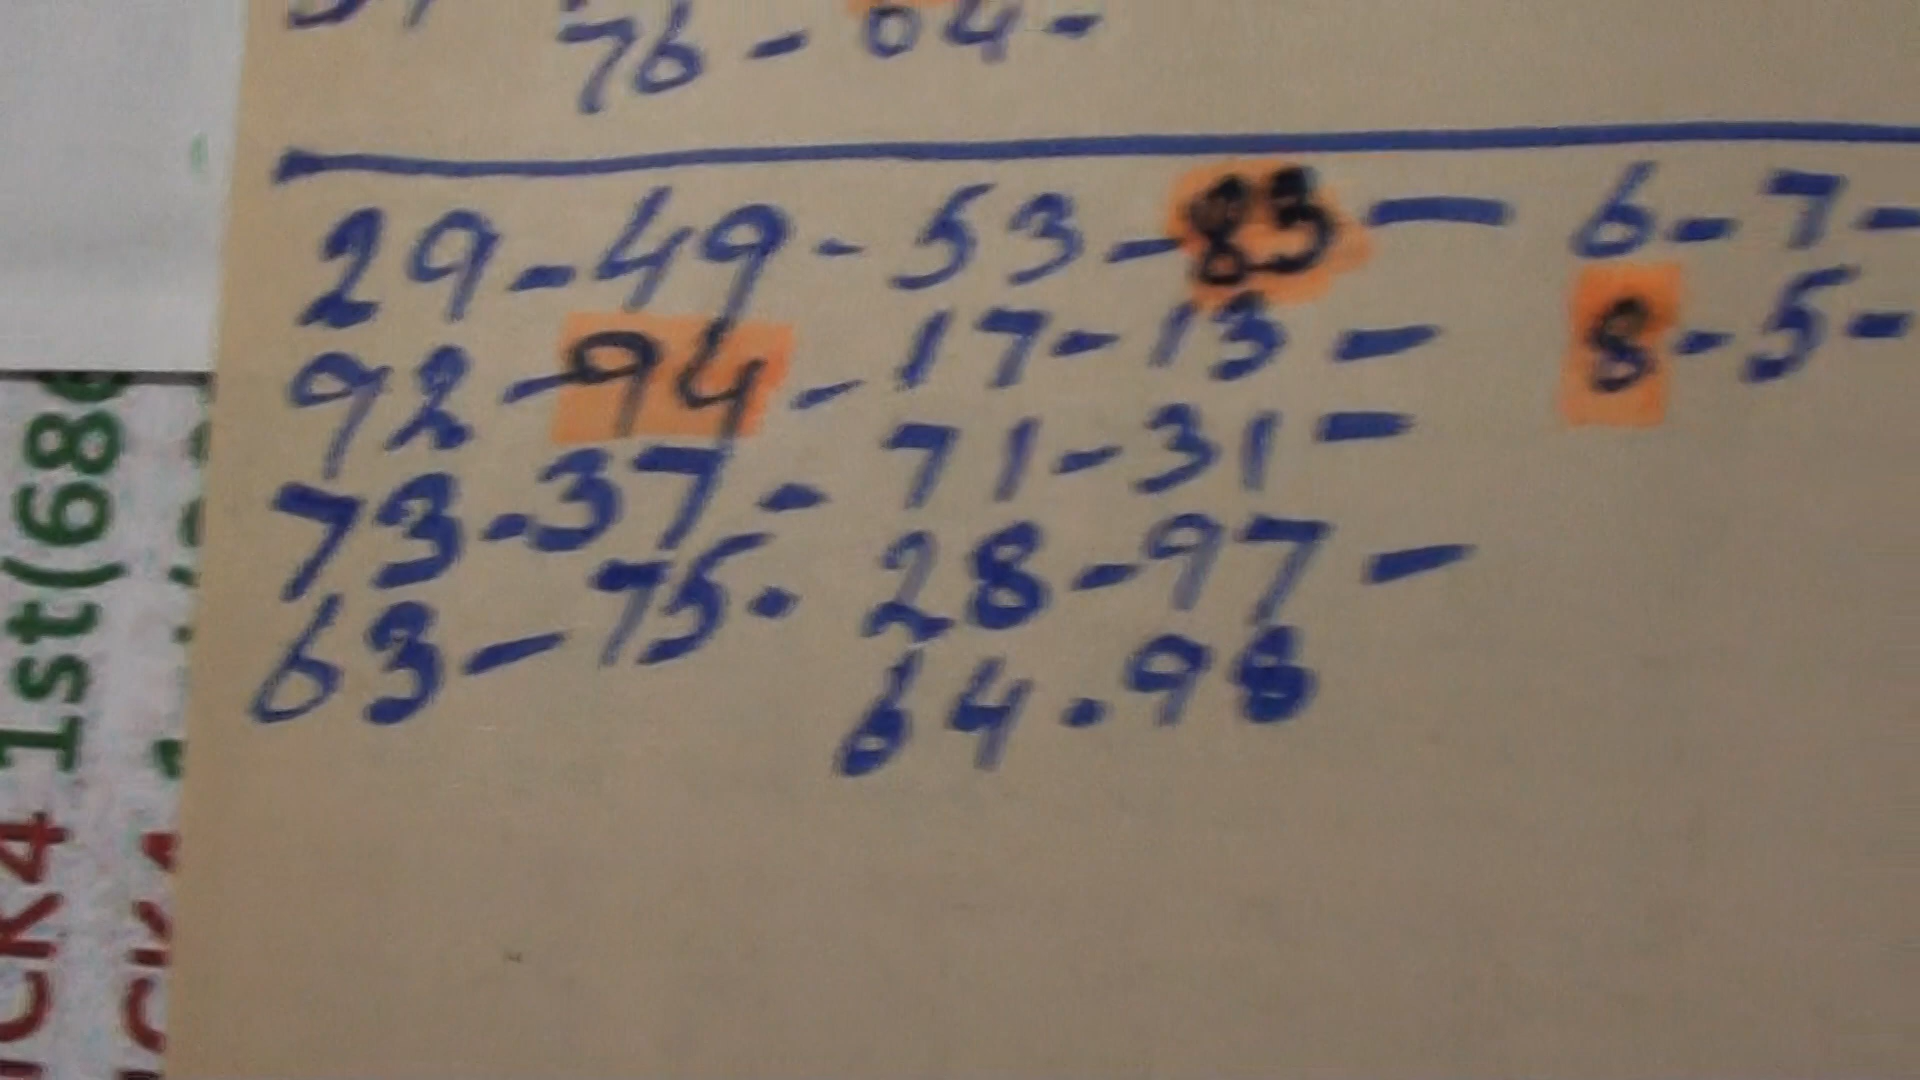 76 - 64 -
29 - 49 - 53 - 83 — 6 - 7 -
92 - 94 - 17 - 13 - 8 - 5 -
73 - 37 - 71 - 31 -
63 - 75 - 28 - 97 -
64 - 98
1st(68